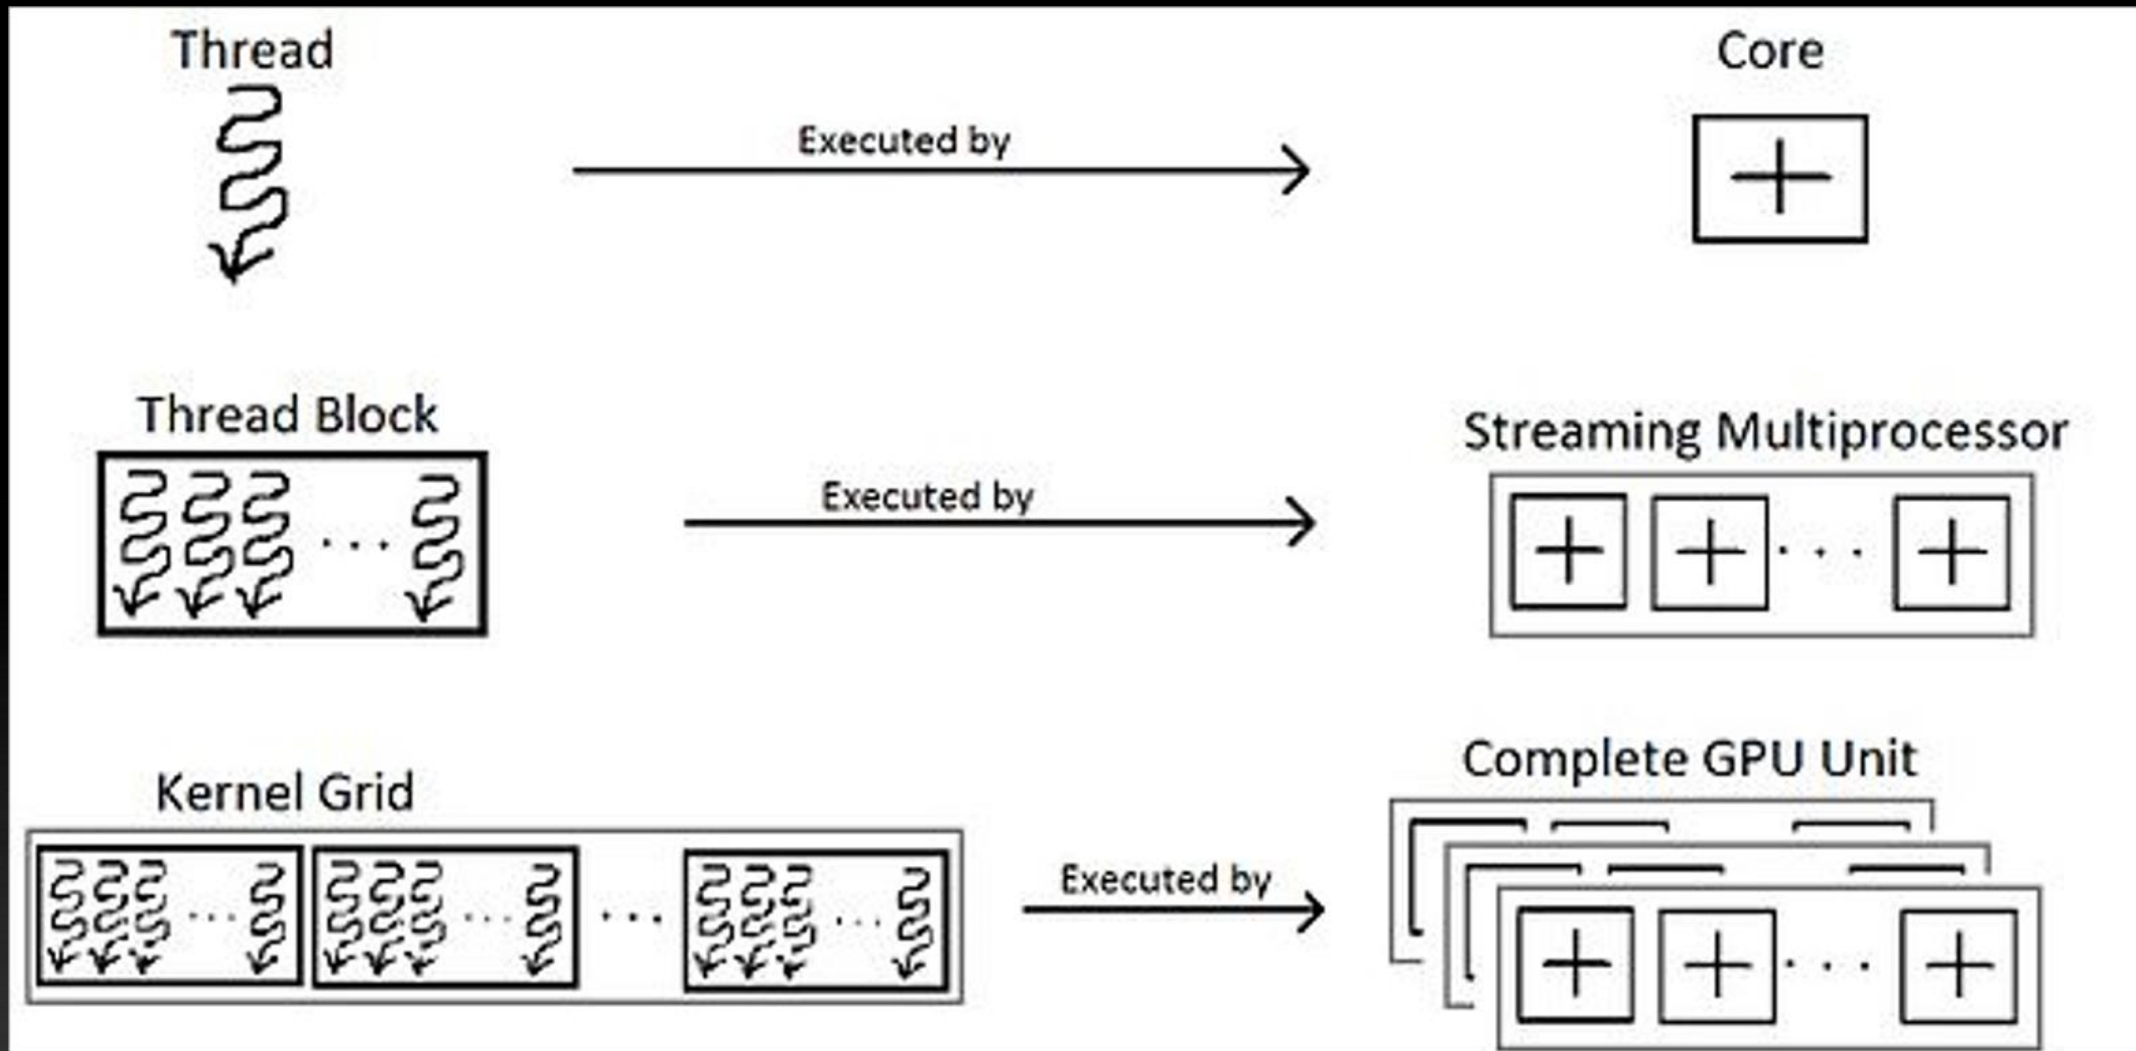 Thread
Core
Executed by
Thread Block
Streaming Multiprocessor
Executed by
Kernel Grid
Complete GPU Unit
Executed by